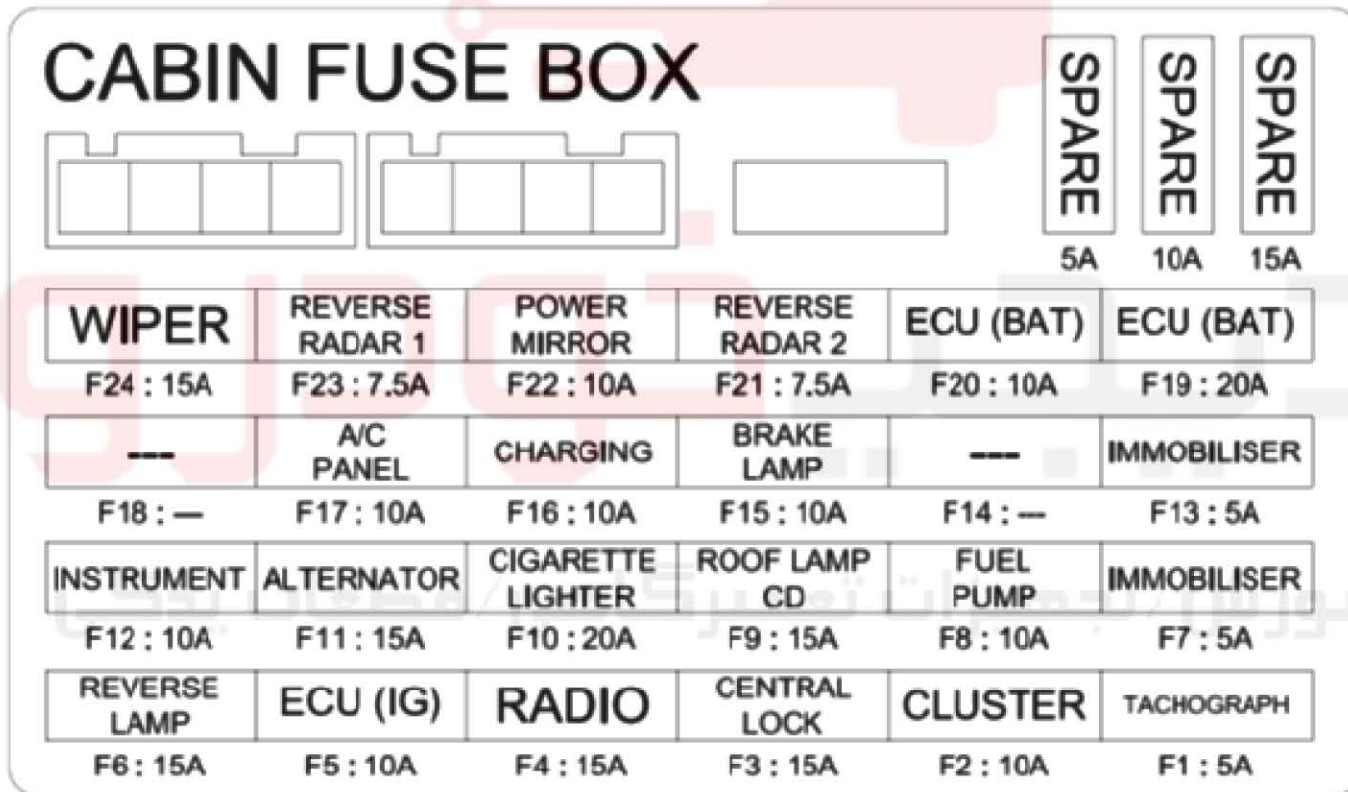 CABIN FUSE BOX
SPARE SPARE SPARE
5A 10A 15A
WIPER REVERSE RADAR 1 POWER MIRROR REVERSE RADAR 2 ECU (BAT) ECU (BAT)
F24 : 15A F23 : 7.5A F22 : 10A F21 : 7.5A F20 : 10A F19 : 20A
--- A/C PANEL CHARGING BRAKE LAMP --- IMMOBILISER
F18 : — F17 : 10A F16 : 10A F15 : 10A F14 : --- F13 : 5A
INSTRUMENT ALTERNATOR CIGARETTE LIGHTER ROOF LAMP CD FUEL PUMP IMMOBILISER
F12 : 10A F11 : 15A F10 : 20A F9 : 15A F8 : 10A F7 : 5A
REVERSE LAMP ECU (IG) RADIO CENTRAL LOCK CLUSTER TACHOGRAPH
F6 : 15A F5 : 10A F4 : 15A F3 : 15A F2 : 10A F1 : 5A